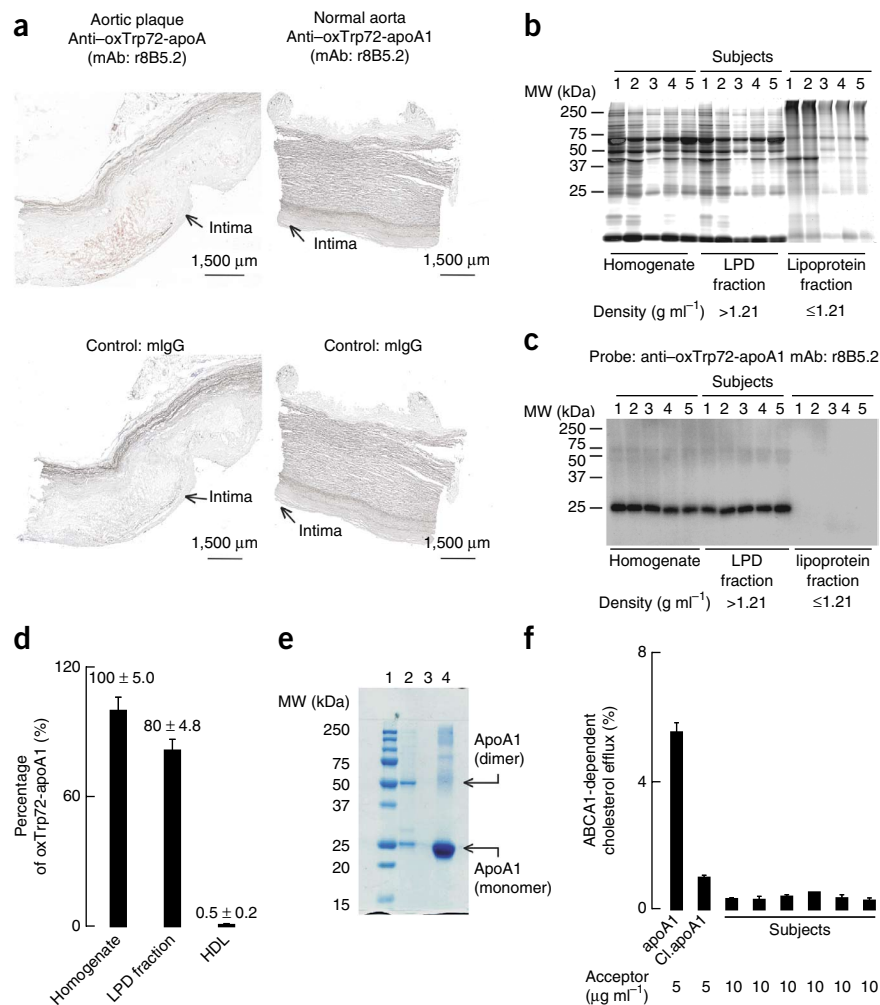 a
Aortic plaque
Anti–oxTrp72-apoA
(mAb: r8B5.2)
Normal aorta
Anti–oxTrp72-apoA1
(mAb: r8B5.2)
Intima
1,500 μm
Intima
1,500 μm
Control: mIgG
Control: mIgG
Intima
1,500 μm
Intima
1,500 μm
b
Subjects
MW (kDa)
1 2 3 4 5 1 2 3 4 5 1 2 3 4 5
250
75
50
37
25
Homogenate
LPD
fraction
Lipoprotein
fraction
Density (g ml−1) >1.21 ≤1.21
c
Probe: anti–oxTrp72-apoA1 mAb: r8B5.2
Subjects
MW (kDa)
1 2 3 4 5 1 2 3 4 5 1 2 3 4 5
250
75
50
37
25
Homogenate
LPD
fraction
lipoprotein
fraction
Density (g ml−1) >1.21 ≤1.21
d
Percentage
of oxTrp72-apoA1 (%)
120
60
0
100 ± 5.0
80 ± 4.8
0.5 ± 0.2
Homogenate
LPD fraction
HDL
e
1 2 3 4
MW (kDa)
250
75
50
37
25
20
15
ApoA1
(dimer)
ApoA1
(monomer)
f
ABCA1-dependent
cholesterol efflux (%)
8
4
0
apoA1
Cl.apoA1
Subjects
Acceptor
(μg ml−1)
5 5 10 10 10 10 10 10